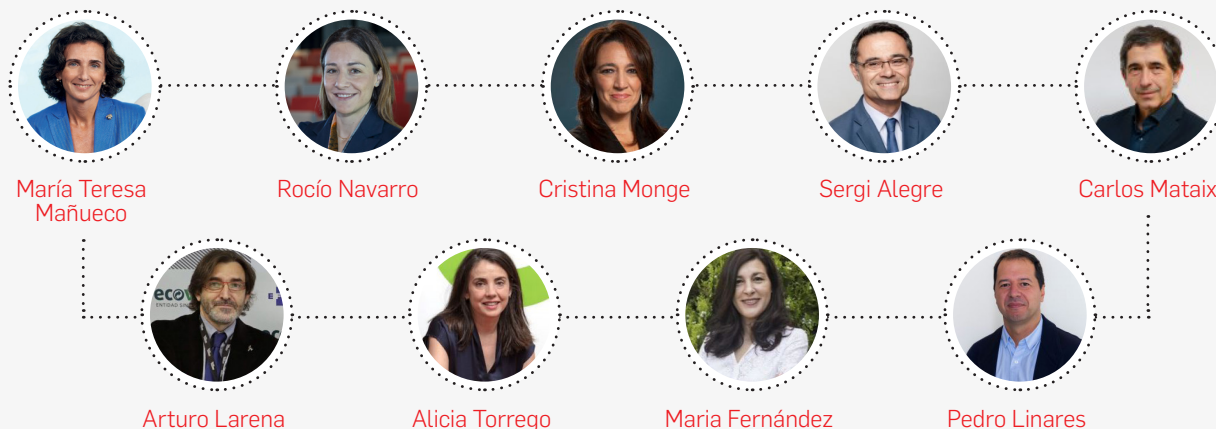 María Teresa
Mañueco
Rocío Navarro
Cristina Monge
Sergi Alegre
Carlos Mataix
Arturo Larena
Alicia Torrego
Maria Fernández
Pedro Linares